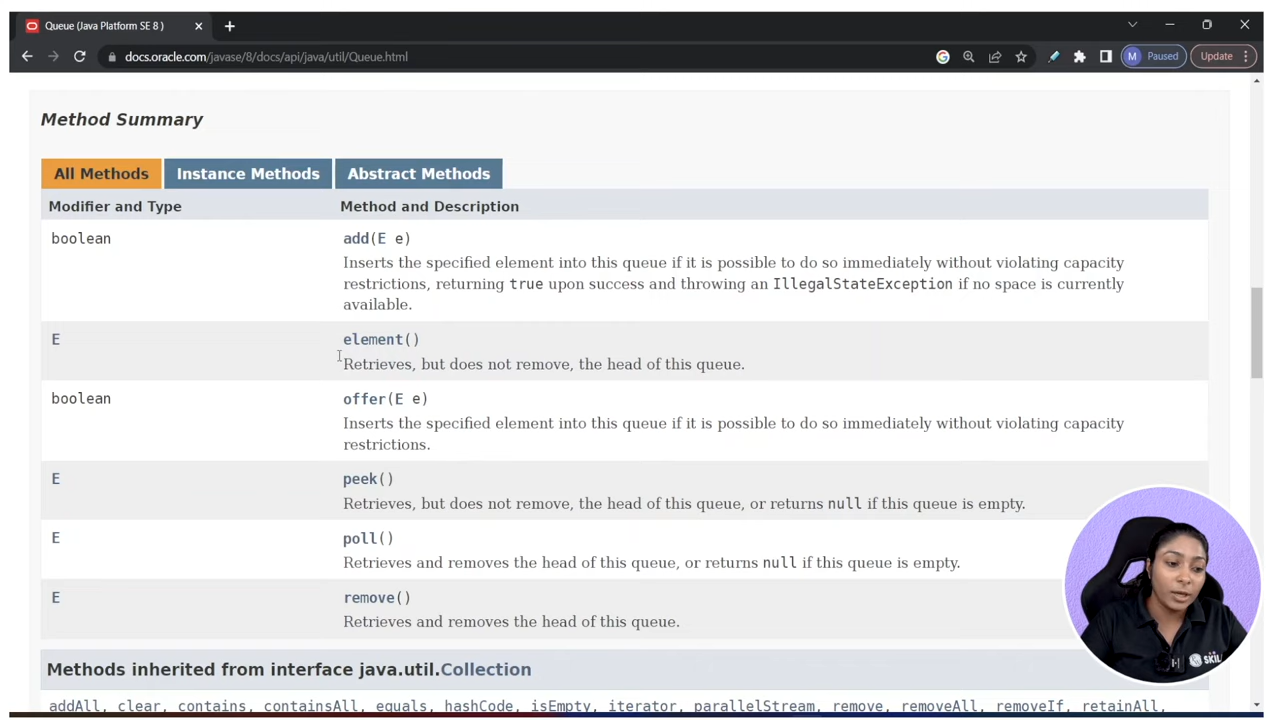 Queue (Java Platform SE 8 )
docs.oracle.com/javase/8/docs/api/java/util/Queue.html
M Paused
Update
Method Summary
All Methods Instance Methods Abstract Methods
Modifier and Type Method and Description
boolean add(E e)
Inserts the specified element into this queue if it is possible to do so immediately without violating capacity
restrictions, returning true upon success and throwing an IllegalStateException if no space is currently
available.
E element()
Retrieves, but does not remove, the head of this queue.
boolean offer(E e)
Inserts the specified element into this queue if it is possible to do so immediately without violating capacity
restrictions.
E peek()
Retrieves, but does not remove, the head of this queue, or returns null if this queue is empty.
E poll()
Retrieves and removes the head of this queue, or returns null if this queue is empty.
E remove()
Retrieves and removes the head of this queue.
Methods inherited from interface java.util.Collection
addAll, clear, contains, containsAll, equals, hashCode, isEmpty, iterator, parallelStream, remove, removeAll, removeIf, retainAll,